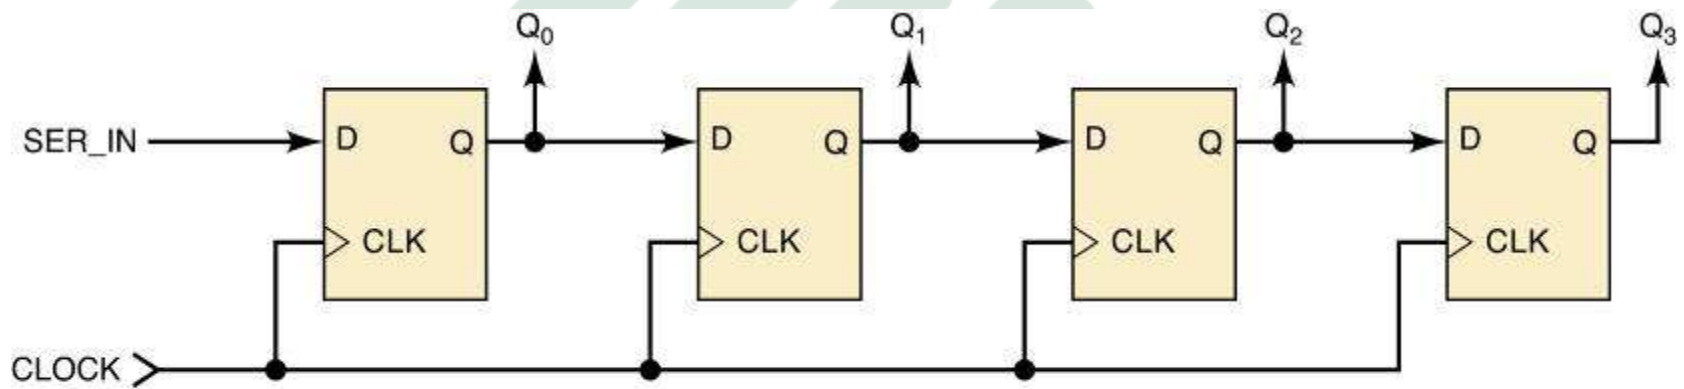 Q₀ Q₁ Q₂ Q₃
SER_IN D Q D Q D Q D Q
CLK CLK CLK CLK
CLOCK